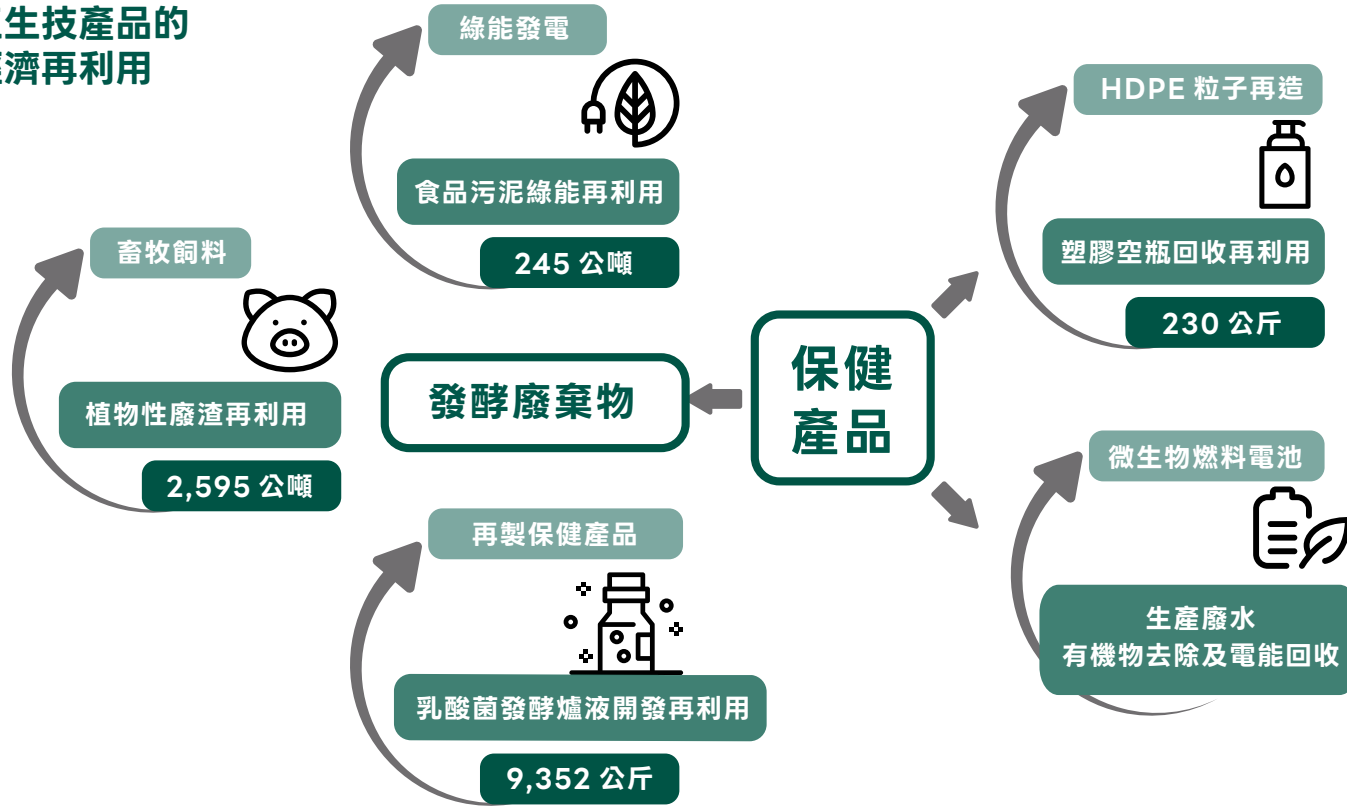 生技產品的
濟再利用
綠能發電
食品污泥綠能再利用
245 公噸
畜牧飼料
植物性廢渣再利用
2,595 公噸
發酵廢棄物
保健
產品
再製保健產品
乳酸菌發酵爐液開發再利用
9,352 公斤
HDPE 粒子再造
塑膠空瓶回收再利用
230 公斤
微生物燃料電池
生產廢水
有機物去除及電能回收